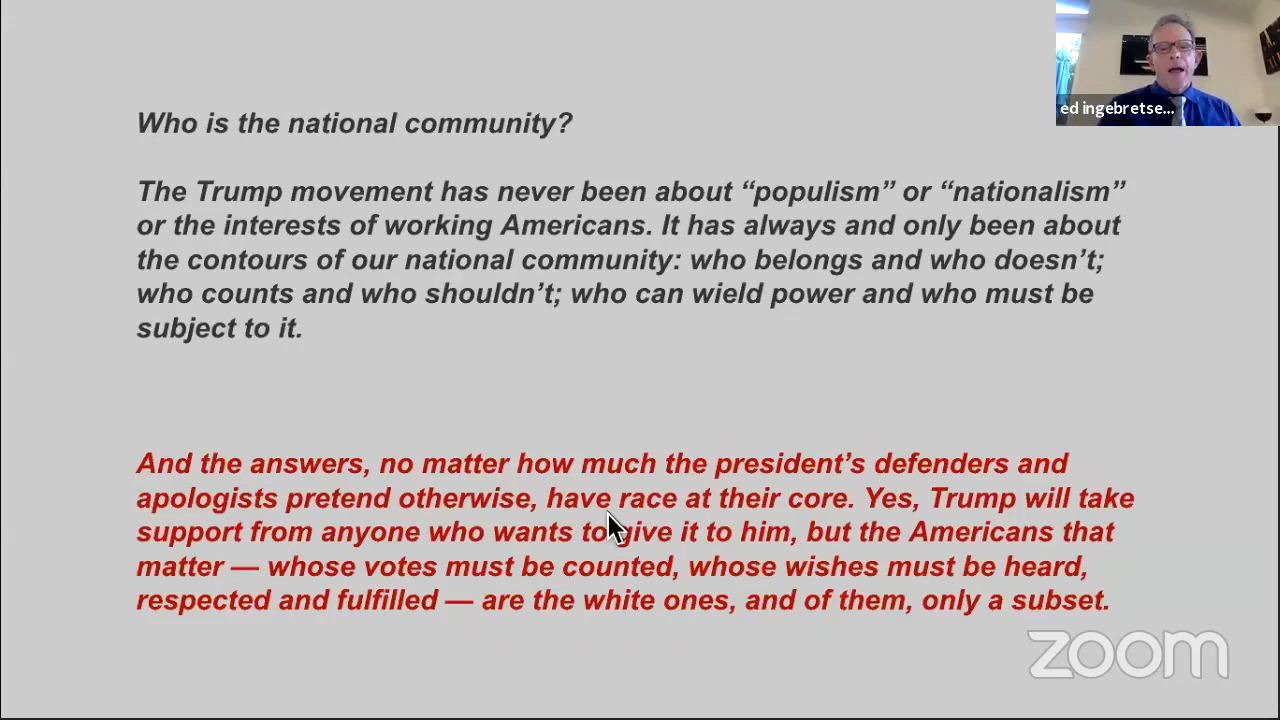 ed ingebretse...
Who is the national community?
The Trump movement has never been about “populism” or “nationalism”
or the interests of working Americans. It has always and only been about
the contours of our national community: who belongs and who doesn’t;
who counts and who shouldn’t; who can wield power and who must be
subject to it.
And the answers, no matter how much the president’s defenders and
apologists pretend otherwise, have race at their core. Yes, Trump will take
support from anyone who wants to give it to him, but the Americans that
matter — whose votes must be counted, whose wishes must be heard,
respected and fulfilled — are the white ones, and of them, only a subset.
zoom